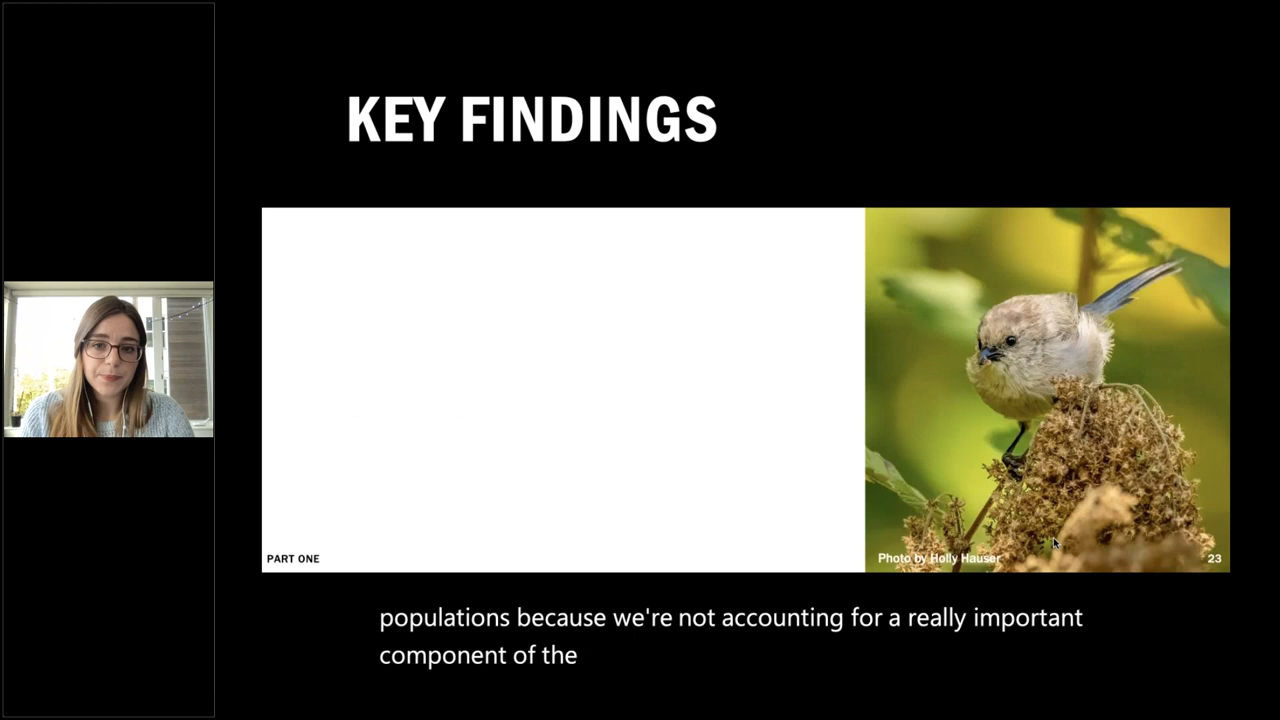 KEY FINDINGS
PART ONE
Photo by Holly Hauser
23
populations because we're not accounting for a really important
component of the